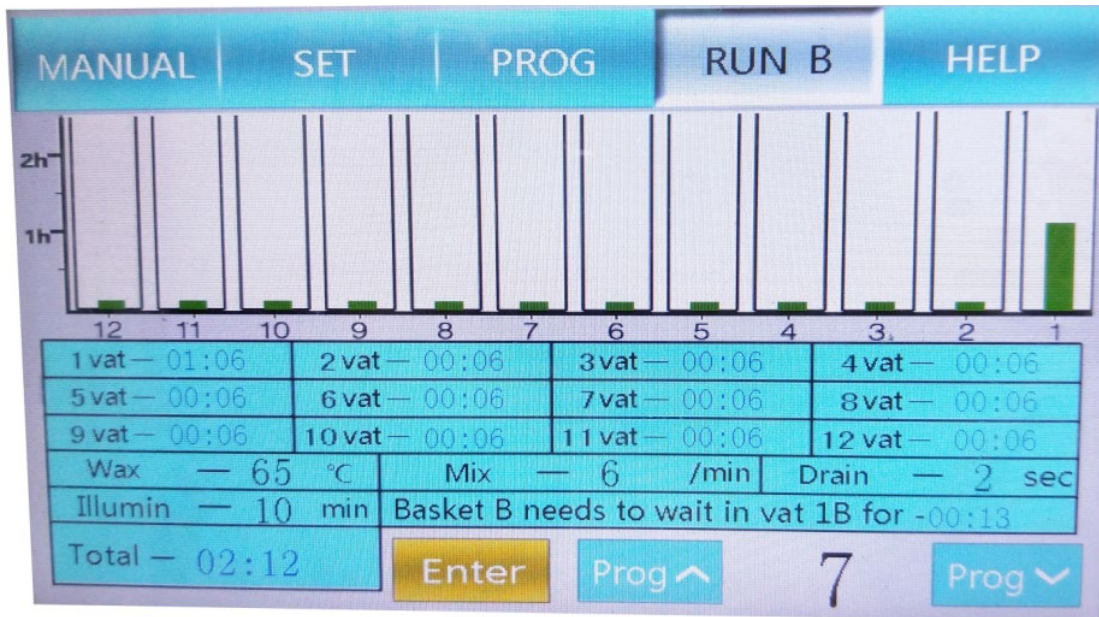 MANUAL SET PROG RUN B HELP
2h
1h
12 11 10 9 8 7 6 5 4 3 2 1
1 vat — 01:06 2 vat — 00:06 3 vat — 00:06 4 vat — 00:06
5 vat — 00:06 6 vat — 00:06 7 vat — 00:06 8 vat — 00:06
9 vat — 00:06 10 vat — 00:06 11 vat — 00:06 12 vat — 00:06
Wax — 65 ℃ Mix — 6 /min Drain — 2 sec
Illumin — 10 min Basket B needs to wait in vat 1B for -00:13
Total — 02:12 Enter Prog 7 Prog